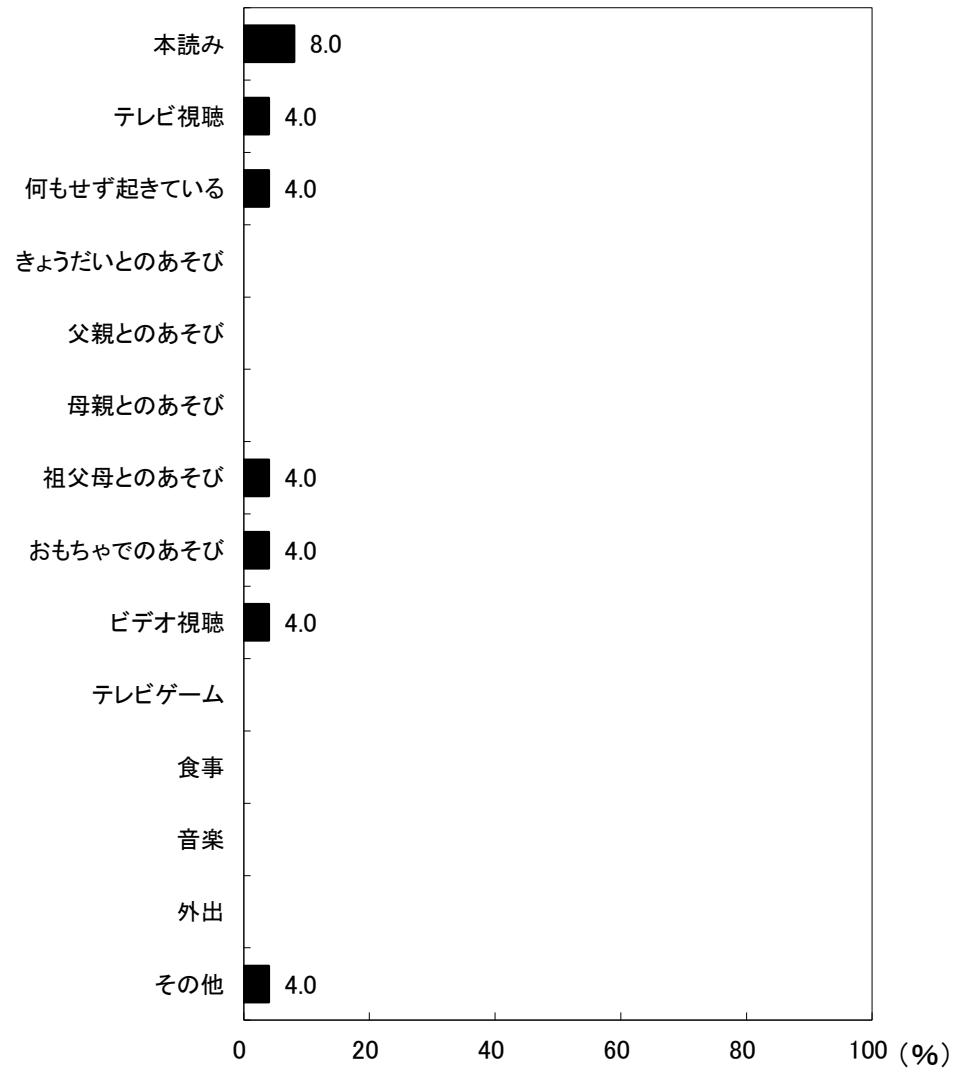 本読み 8.0
テレビ視聴 4.0
何もせず起きている 4.0
きょうだいとのあそび
父親とのあそび
母親とのあそび
祖父母とのあそび 4.0
おもちゃでのあそび 4.0
ビデオ視聴 4.0
テレビゲーム
食事
音楽
外出
その他 4.0
0 20 40 60 80 100 (%)